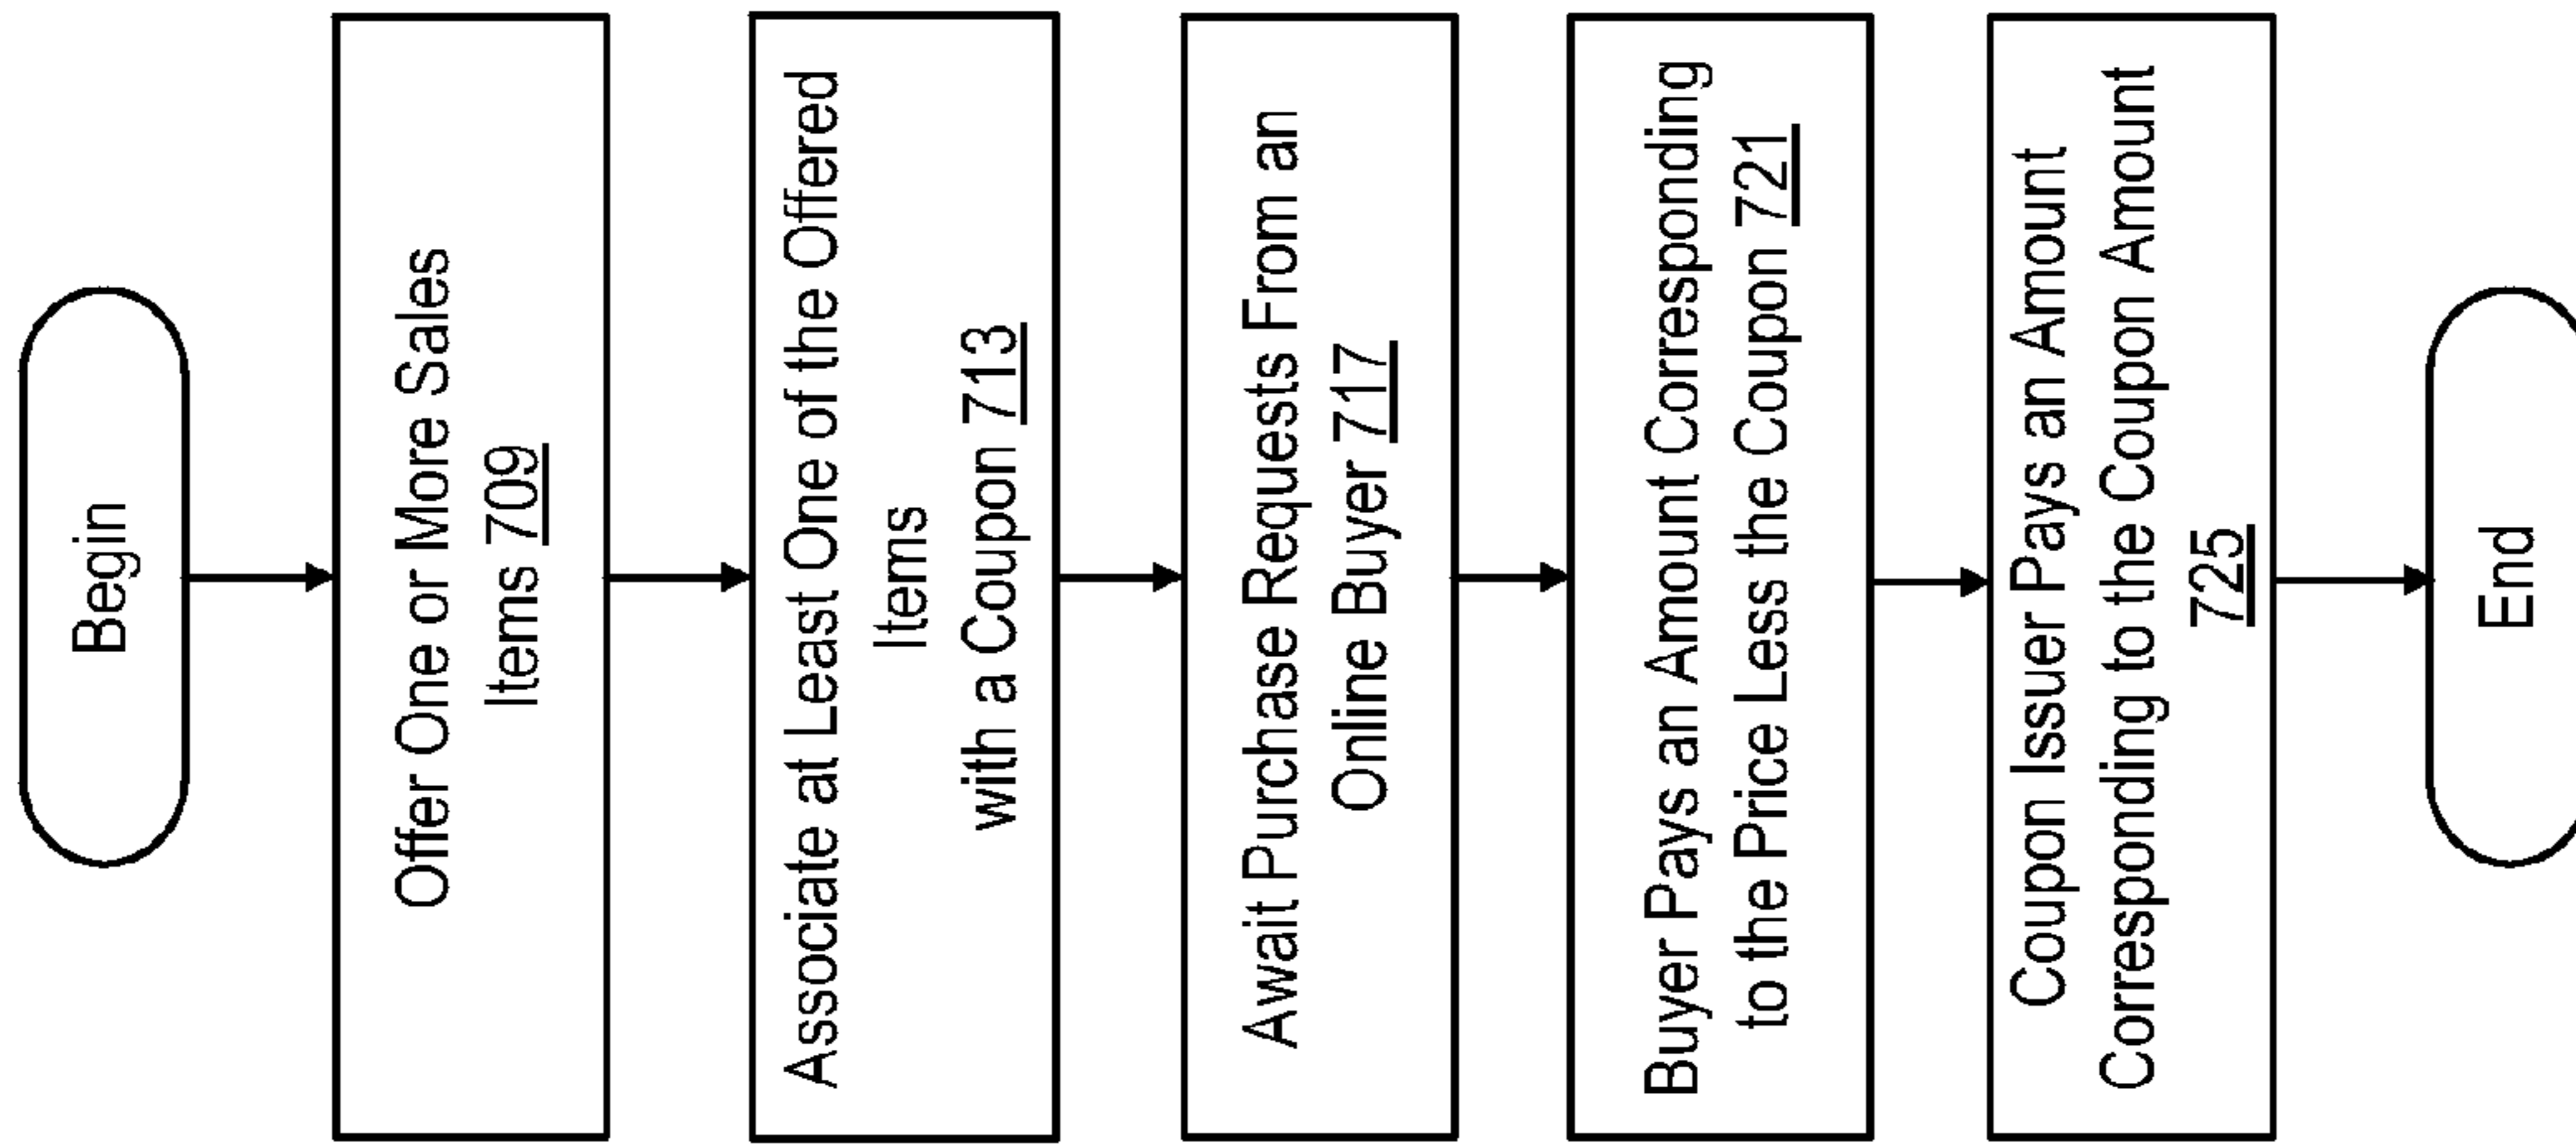 Begin
Offer One or More Sales
Items 709
Associate at Least One of the Offered
Items
with a Coupon 713
Await Purchase Requests From an
Online Buyer 717
Buyer Pays an Amount Corresponding
to the Price Less the Coupon 721
Coupon Issuer Pays an Amount
Corresponding to the Coupon Amount
725
End